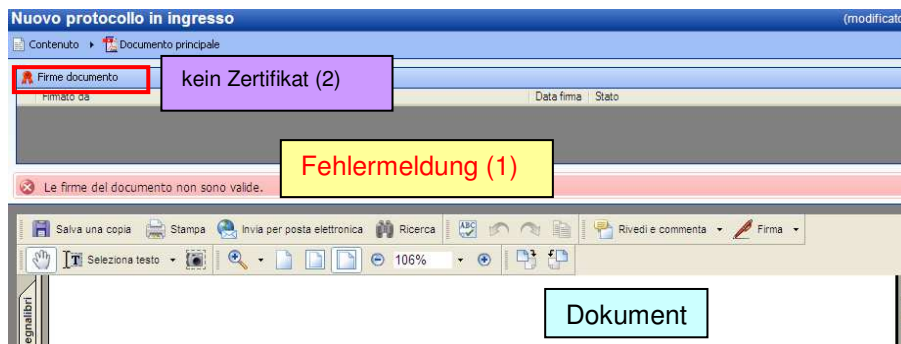 Nuovo protocollo in ingresso (modificato
Contenuto Documento principale
Firme documento
kein Zertifikat (2)
Firmato da Data firma Stato
Fehlermeldung (1)
Le firme del documento non sono valide.
Salva una copia Stampa Invia per posta elettronica Ricerca Rivedi e commenta Firma
Seleziona testo 106%
Dokument
egnalibri